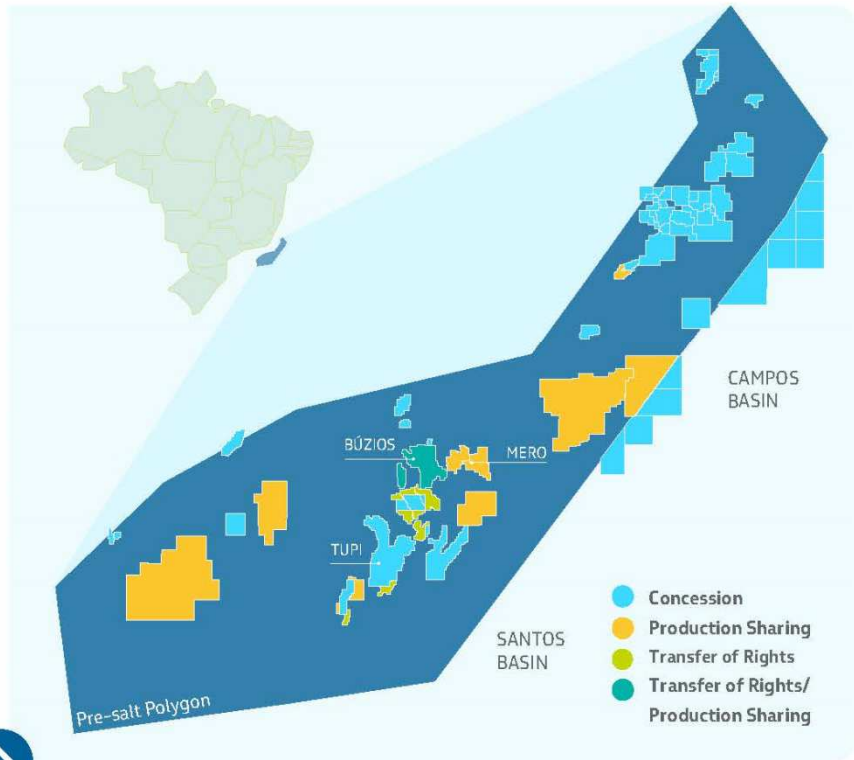 CAMPOS
BASIN
BÚZIOS
MERO
TUPI
SANTOS
BASIN
Pre-salt Polygon
Concession
Production Sharing
Transfer of Rights
Transfer of Rights/
Production Sharing